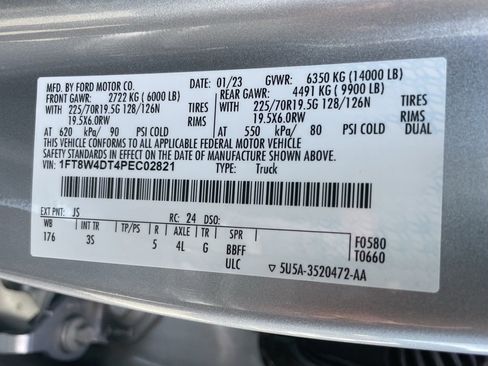 MFD. BY FORD MOTOR CO. 01/23 GVWR: 6350 KG (14000 LB)
FRONT GAWR: 2722 KG ( 6000 LB) REAR GAWR: 4491 KG ( 9900 LB)
WITH 225/70R19.5G 128/126N TIRES WITH 225/70R19.5G 128/126N TIRES
19.5X6.0RW RIMS 19.5X6.0RW RIMS
AT 620 kPa/ 90 PSI COLD AT 550 kPa/ 80 PSI COLD DUAL
THIS VEHICLE CONFORMS TO ALL APPLICABLE FEDERAL MOTOR VEHICLE
SAFETY STANDARDS IN EFFECT ON THE DATE OF MANUFACTURE SHOWN ABOVE.
1FT8W4DT4PEC02821 TYPE: Truck
EXT PNT: JS RC: 24 DSO: F0580
WB INT TR TP/PS R AXLE TR SPR T0660
176 3S 5 4L G BBFF
ULC ▽ 5U5A-3520472-AA